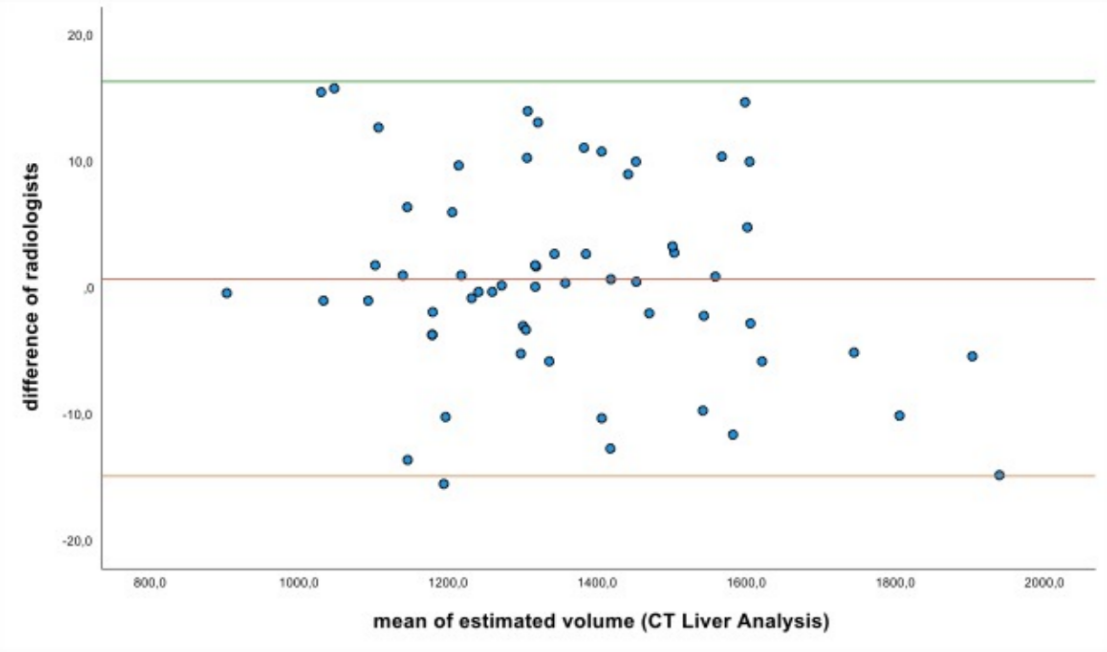 difference of radiologists
20,0
10,0
,0
-10,0
-20,0
800,0 1000,0 1200,0 1400,0 1600,0 1800,0 2000,0
mean of estimated volume (CT Liver Analysis)